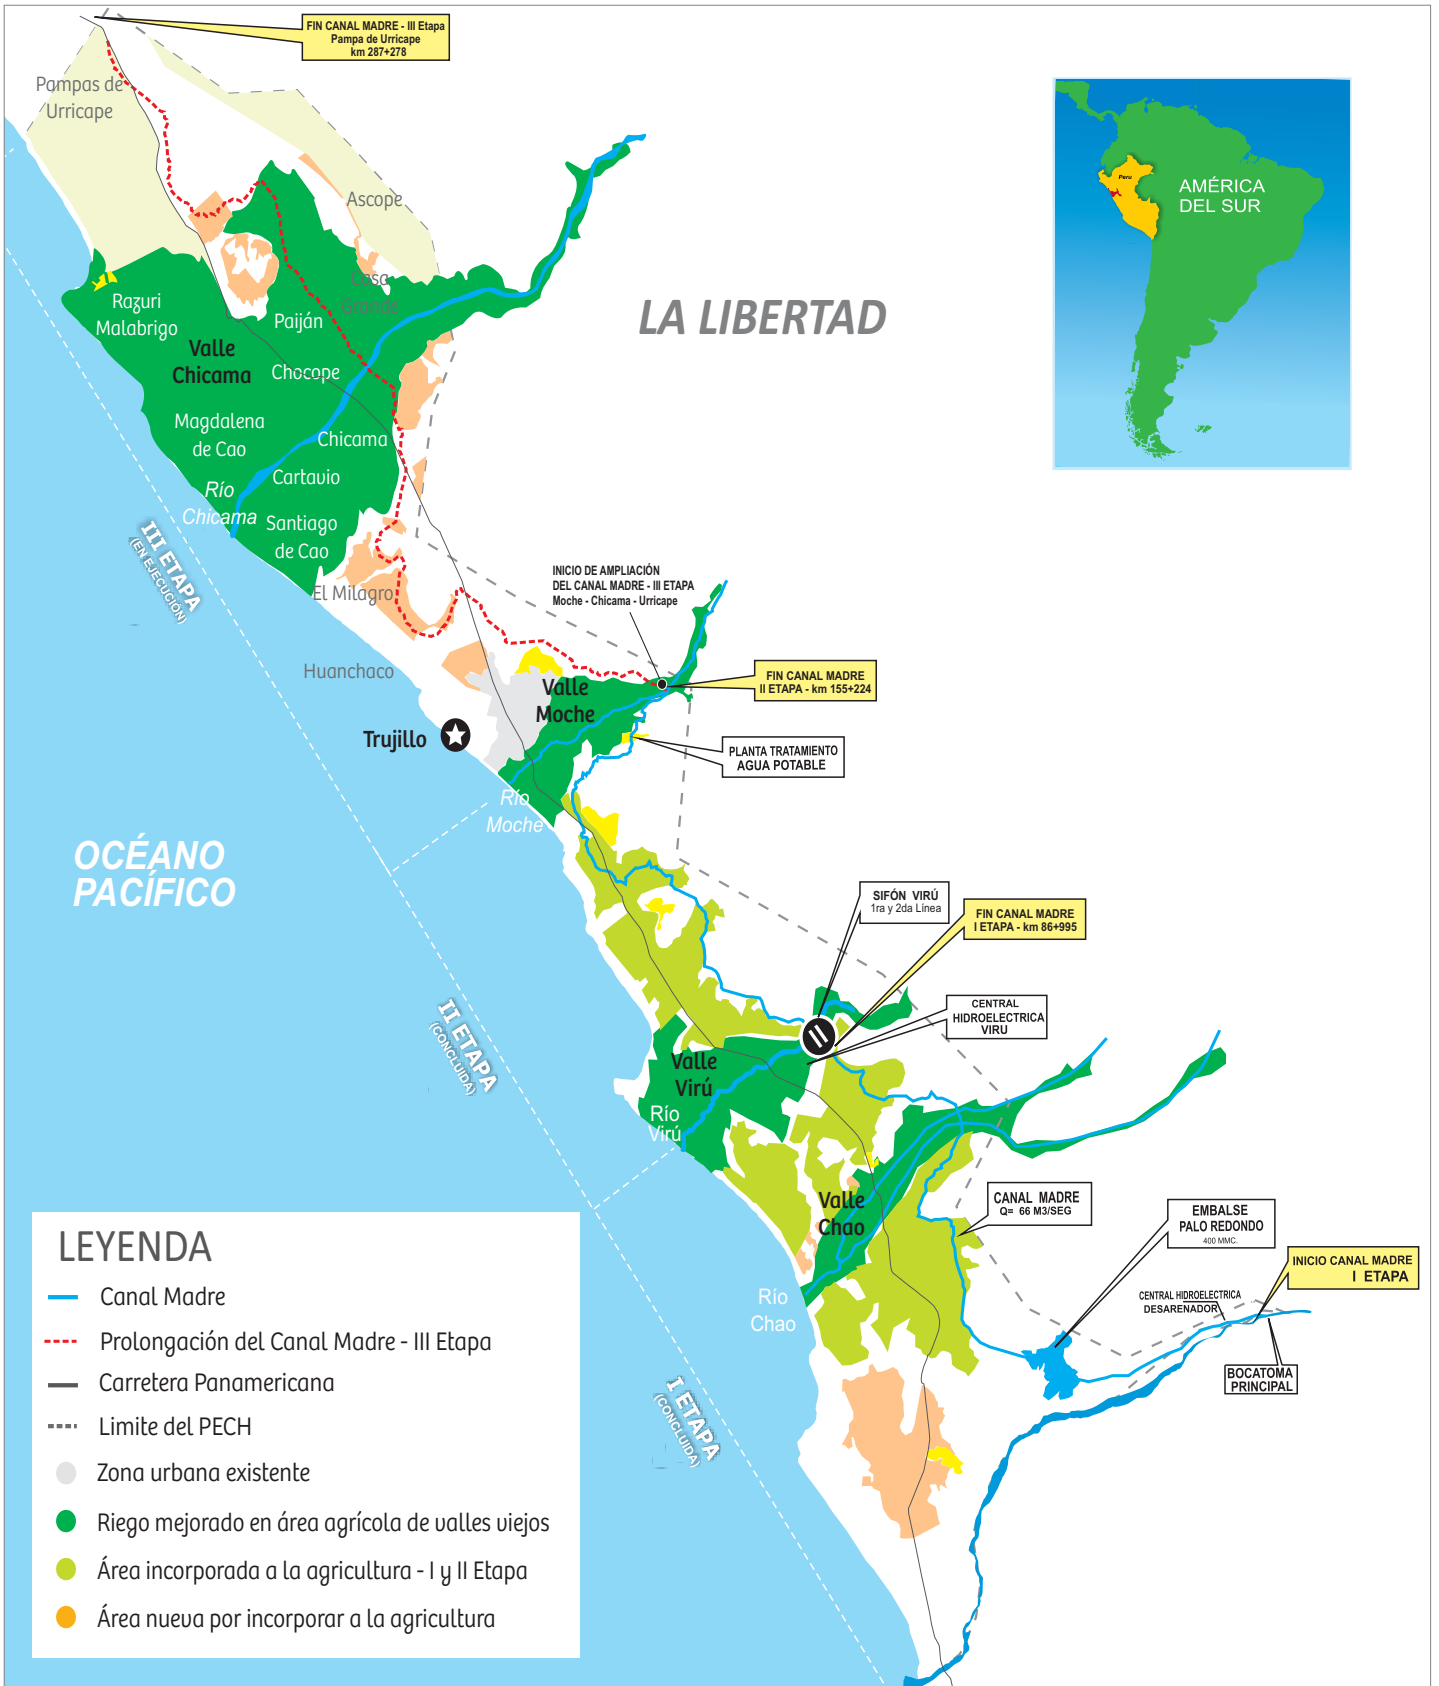 FIN CANAL MADRE - III Etapa
Pampa de Urricape
km 287+278
Pampas de
Urricape
Ascope
Casa
Grande
Razuri
Malabrigo
Paiján
Valle
Chicama
Chocope
Magdalena
de Cao
Chicama
Cartavio
Río
Chicama
Santiago
de Cao
El Milagro
Huanchaco
LA LIBERTAD
Peru
AMÉRICA
DEL SUR
III ETAPA
(EN EJECUCIÓN)
INICIO DE AMPLIACIÓN
DEL CANAL MADRE - III ETAPA
Moche - Chicama - Urricape
FIN CANAL MADRE
II ETAPA - km 155+224
Valle
Moche
Trujillo
PLANTA TRATAMIENTO
AGUA POTABLE
Río
Moche
OCÉANO
PACÍFICO
SIFÓN VIRÚ
1ra y 2da Línea
FIN CANAL MADRE
I ETAPA - km 86+995
CENTRAL
HIDROELECTRICA
VIRU
II ETAPA
(CONCLUIDA)
Valle
Virú
Río
Virú
CANAL MADRE
Q= 66 M3/SEG
Valle
Chao
EMBALSE
PALO REDONDO
400 MMC.
INICIO CANAL MADRE
I ETAPA
Río
Chao
CENTRAL HIDROELECTRICA
DESARENADOR
BOCATOMA
PRINCIPAL
I ETAPA
(CONCLUIDA)
LEYENDA
Canal Madre
Prolongación del Canal Madre - III Etapa
Carretera Panamericana
Limite del PECH
Zona urbana existente
Riego mejorado en área agrícola de valles viejos
Área incorporada a la agricultura - I y II Etapa
Área nueva por incorporar a la agricultura